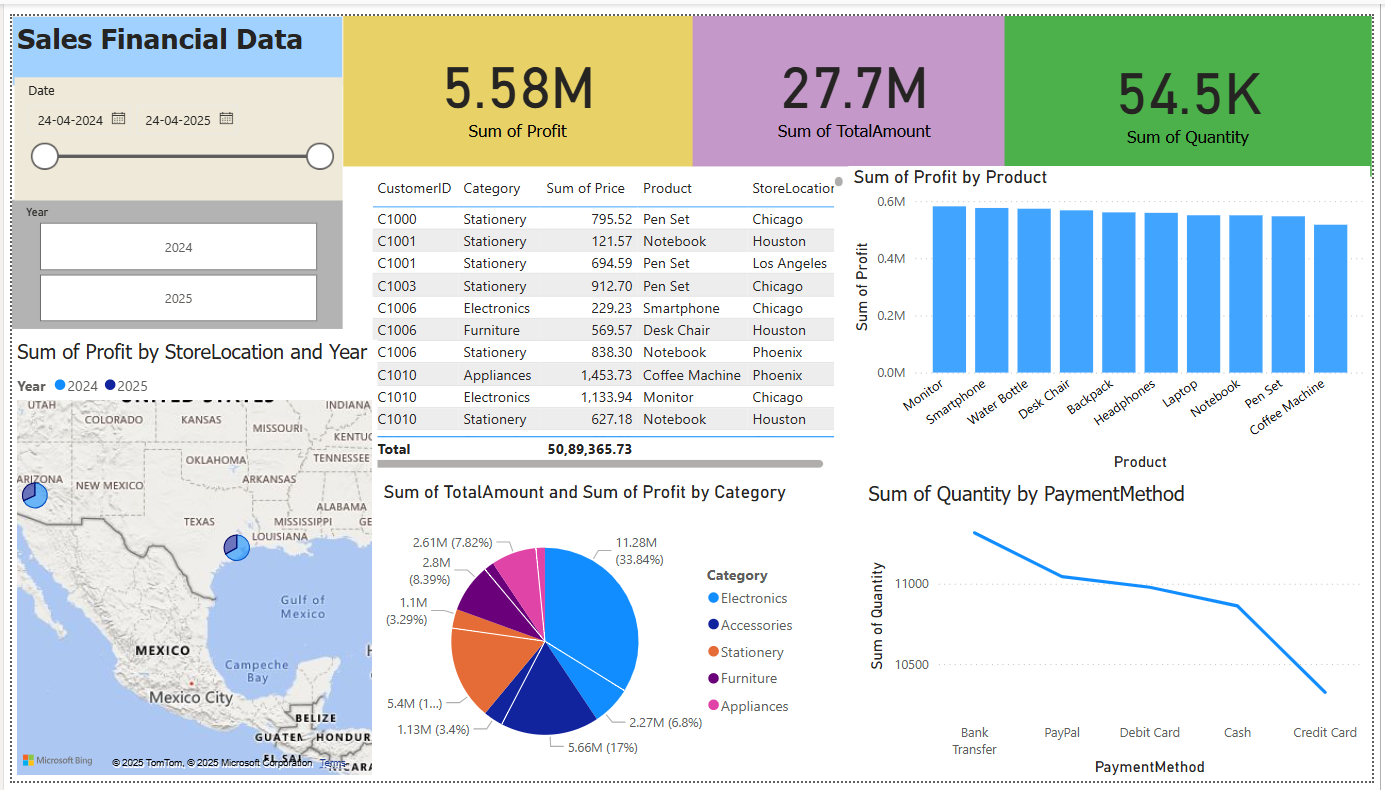 Sales Financial Data
Date
24-04-2024 24-04-2025
Year
2024
2025
5.58M
Sum of Profit
27.7M
Sum of TotalAmount
54.5K
Sum of Quantity
Sum of Profit by StoreLocation and Year
Year 2024 2025
UTAH
COLORADO
KANSAS
MISSOURI
INDIANA
KENTUC
OKLAHOMA
TENNESSEE
ARIZONA
NEW MEXICO
ARKANSAS
ALABAMA
TEXAS
MISSISSIPPI
GE
LOUISIANA
Gulf of
Mexico
MEXICO
Campeche
Bay
Mexico City
BELIZE
GUATEM
HONDUR
EL SAL
NICARA
Microsoft Bing
© 2025 TomTom, © 2025 Microsoft Corporation Terms
CustomerID Category Sum of Price Product StoreLocation
C1000 Stationery 795.52 Pen Set Chicago
C1001 Stationery 121.57 Notebook Houston
C1001 Stationery 694.59 Pen Set Los Angeles
C1003 Stationery 912.70 Pen Set Chicago
C1006 Electronics 229.23 Smartphone Chicago
C1006 Furniture 569.57 Desk Chair Houston
C1006 Stationery 838.30 Notebook Phoenix
C1010 Appliances 1,453.73 Coffee Machine Phoenix
C1010 Electronics 1,133.94 Monitor Chicago
C1010 Stationery 627.18 Notebook Houston
Total 50,89,365.73
Sum of TotalAmount and Sum of Profit by Category
11.28M
(33.84%)
2.27M (6.8%)
5.66M (17%)
1.13M (3.4%)
5.4M (1...)
1.1M
(3.29%)
2.8M
(8.39%)
2.61M (7.82%)
Category
Electronics
Accessories
Stationery
Furniture
Appliances
Sum of Profit by Product
Sum of Profit
0.6M
0.4M
0.2M
0.0M
Monitor
Smartphone
Water Bottle
Desk Chair
Backpack
Headphones
Laptop
Notebook
Pen Set
Coffee Machine
Product
Sum of Quantity by PaymentMethod
Sum of Quantity
11000
10500
Bank
Transfer
PayPal
Debit Card
Cash
Credit Card
PaymentMethod